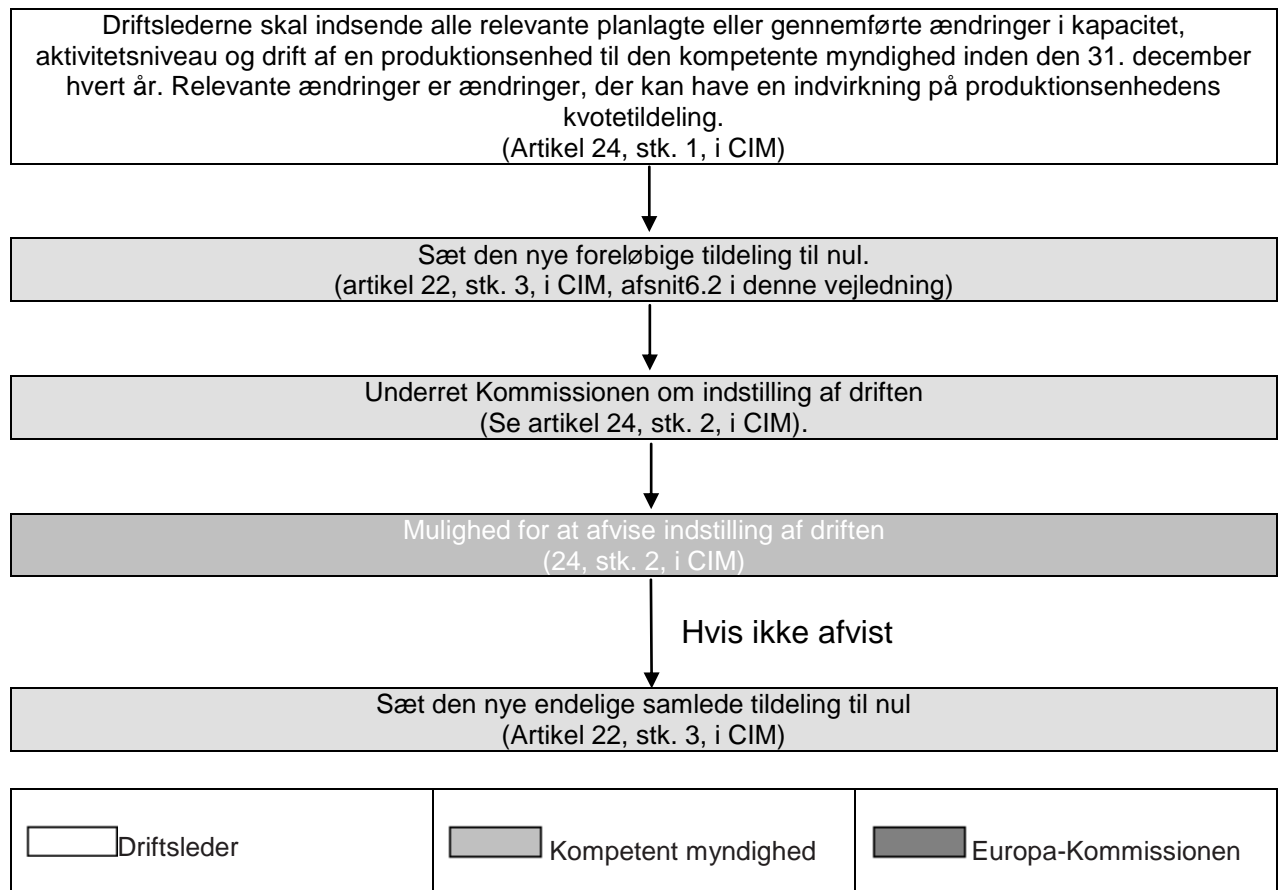 Driftslederne skal indsende alle relevante planlagte eller gennemførte ændringer i kapacitet,
aktivitetsniveau og drift af en produktionsenhed til den kompetente myndighed inden den 31. december
hvert år. Relevante ændringer er ændringer, der kan have en indvirkning på produktionsenhedens
kvotetildeling.
(Artikel 24, stk. 1, i CIM)
Sæt den nye foreløbige tildeling til nul.
(artikel 22, stk. 3, i CIM, afsnit6.2 i denne vejledning)
Underret Kommissionen om indstilling af driften
(Se artikel 24, stk. 2, i CIM).
Mulighed for at afvise indstilling af driften
(24, stk. 2, i CIM)
Hvis ikke afvist
Sæt den nye endelige samlede tildeling til nul
(Artikel 22, stk. 3, i CIM)
Driftsleder
Kompetent myndighed
Europa-Kommissionen